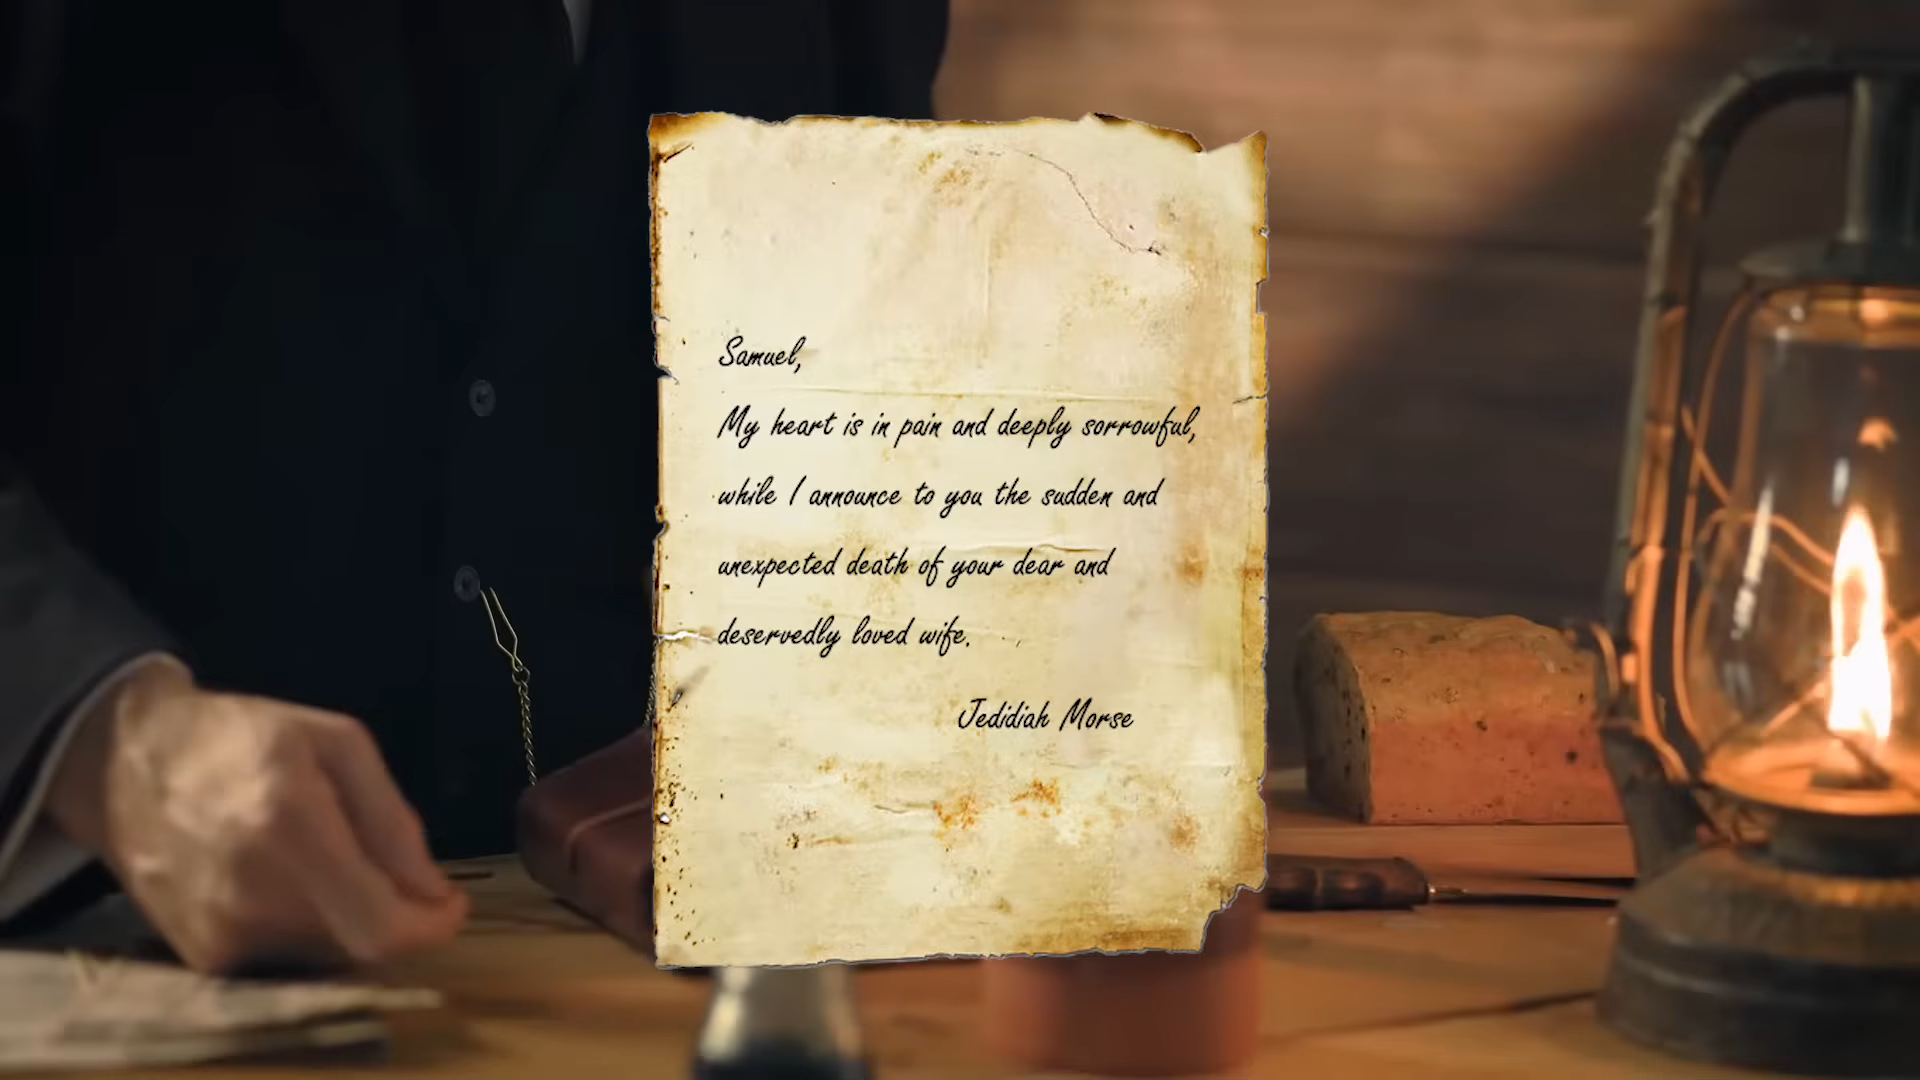 Samuel,
My heart is in pain and deeply sorrowful,
while I announce to you the sudden and
unexpected death of your dear and
deservedly loved wife.
Jedidiah Morse